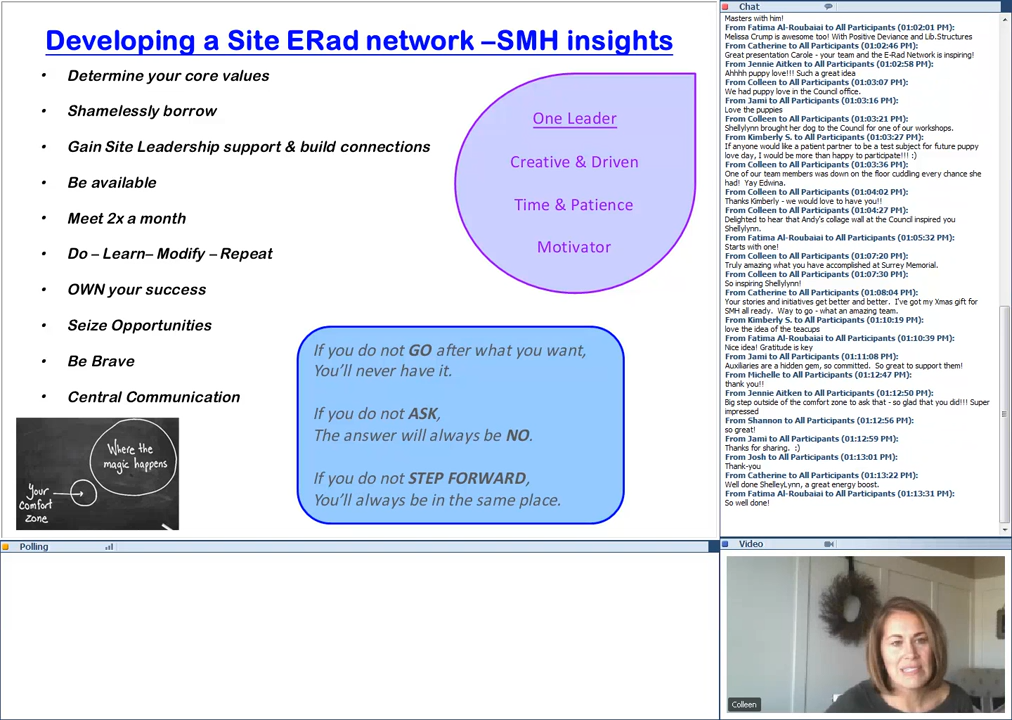 Developing a Site ERad network –SMH insights
• Determine your core values
• Shamelessly borrow
• Gain Site Leadership support & build connections
• Be available
• Meet 2x a month
• Do – Learn– Modify – Repeat
• OWN your success
• Seize Opportunities
• Be Brave
• Central Communication
One Leader
Creative & Driven
Time & Patience
Motivator
If you do not GO after what you want,
You'll never have it.
If you do not ASK,
The answer will always be NO.
If you do not STEP FORWARD,
You'll always be in the same place.
Where the
magic happens
Your
comfort
zone
Polling
Chat
Masters with him!
From Fatima Al-Roubaiai to All Participants (01:02:01 PM):
Melissa Crump is awesome too! With Positive Deviance and Lib.Structures
From Catherine to All Participants (01:02:46 PM):
Great presentation Carole - your team and the E-Rad Network is inspiring!
From Jennie Aitken to All Participants (01:02:58 PM):
Ahhhh puppy love!!! Such a great idea
From Colleen to All Participants (01:03:07 PM):
We had puppy love in the Council office.
From Jami to All Participants (01:03:16 PM):
Love the puppies
From Colleen to All Participants (01:03:21 PM):
Shellylynn brought her dog to the Council for one of our workshops.
From Kimberly S. to All Participants (01:03:27 PM):
If anyone would like a patient partner to be a test subject for future puppy
love day, I would be more than happy to participate!!! :)
From Colleen to All Participants (01:03:36 PM):
One of our team members was down on the floor cuddling every chance she
had! Yay Edwina.
From Colleen to All Participants (01:04:02 PM):
Thanks Kimberly - we would love to have you!!
From Colleen to All Participants (01:04:27 PM):
Delighted to hear that Andy's collage wall at the Council inspired you
Shellylynn.
From Fatima Al-Roubaiai to All Participants (01:05:32 PM):
Starts with one!
From Colleen to All Participants (01:07:20 PM):
Truly amazing what you have accomplished at Surrey Memorial.
From Colleen to All Participants (01:07:30 PM):
So inspiring Shellylynn!
From Catherine to All Participants (01:08:04 PM):
Your stories and initiatives get better and better. I've got my Xmas gift for
SMH all ready. Way to go - what an amazing team.
From Kimberly S. to All Participants (01:10:19 PM):
love the idea of the teacups
From Fatima Al-Roubaiai to All Participants (01:10:39 PM):
Nice idea! Gratitude is key
From Jami to All Participants (01:11:08 PM):
Auxiliaries are a hidden gem, so committed. So great to support them!
From Michelle to All Participants (01:12:47 PM):
thank you!!
From Jennie Aitken to All Participants (01:12:50 PM):
Big step outside of the comfort zone to ask that - so glad that you did!!! Super
impressed
From Shannon to All Participants (01:12:56 PM):
so great!
From Jami to All Participants (01:12:59 PM):
Thanks for sharing. :)
From Josh to All Participants (01:13:01 PM):
Thank-you
From Catherine to All Participants (01:13:22 PM):
Well done ShelleyLynn, a great energy boost.
From Fatima Al-Roubaiai to All Participants (01:13:31 PM):
So well done!
Video
Colleen